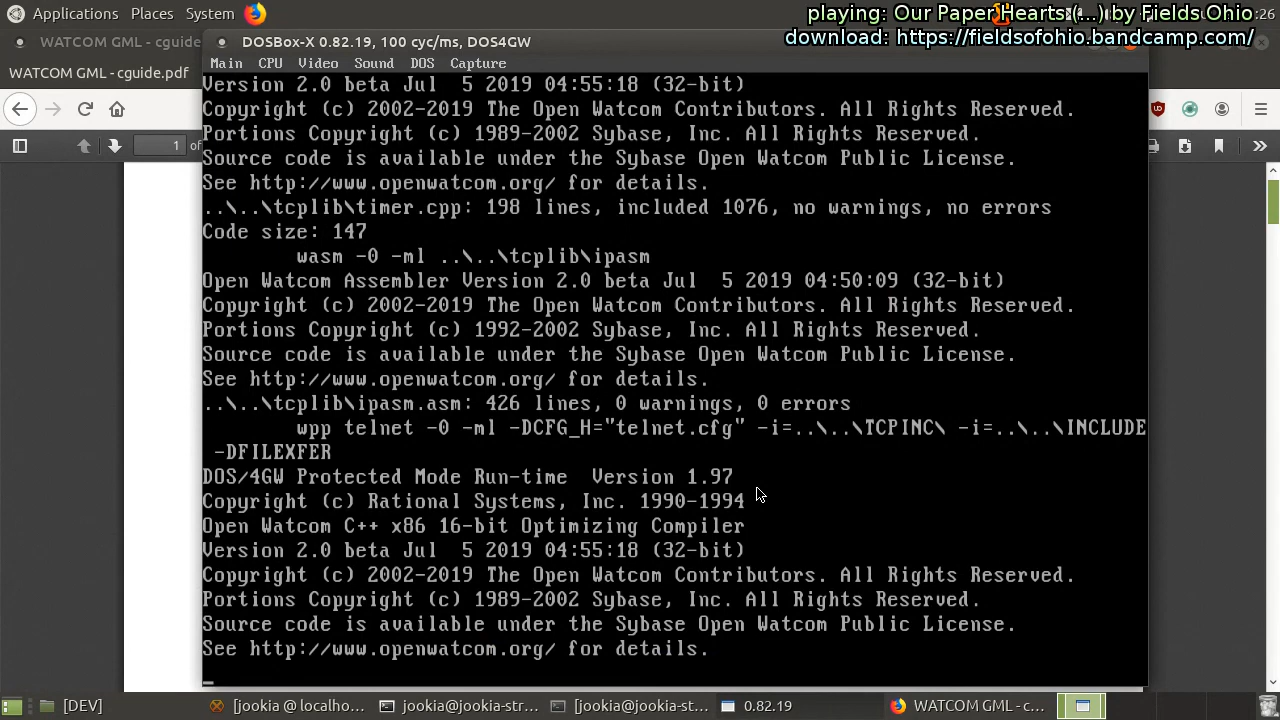 Applications Places System
:26
playing: Our Paper Hearts (...) by Fields Ohio
download: https://fieldsofohio.bandcamp.com/
WATCOM GML - cguide
DOSBox-X 0.82.19, 100 cyc/ms, DOS4GW
WATCOM GML - cguide.pdf
Main CPU Video Sound DOS Capture
1 of
Version 2.0 beta Jul  5 2019 04:55:18 (32-bit)
Copyright (c) 2002-2019 The Open Watcom Contributors. All Rights Reserved.
Portions Copyright (c) 1989-2002 Sybase, Inc. All Rights Reserved.
Source code is available under the Sybase Open Watcom Public License.
See http://www.openwatcom.org/ for details.
..\..\tcplib\timer.cpp: 198 lines, included 1076, no warnings, no errors
Code size: 147
        wasm -0 -ml ..\..\tcplib\ipasm
Open Watcom Assembler Version 2.0 beta Jul  5 2019 04:50:09 (32-bit)
Copyright (c) 2002-2019 The Open Watcom Contributors. All Rights Reserved.
Portions Copyright (c) 1992-2002 Sybase, Inc. All Rights Reserved.
Source code is available under the Sybase Open Watcom Public License.
See http://www.openwatcom.org/ for details.
..\..\tcplib\ipasm.asm: 426 lines, 0 warnings, 0 errors
        wpp telnet -0 -ml -DCFG_H="telnet.cfg" -i=..\..\TCPINC\ -i=..\..\INCLUDE
 -DFILEXFER
DOS/4GW Protected Mode Run-time  Version 1.97
Copyright (c) Rational Systems, Inc. 1990-1994
Open Watcom C++ x86 16-bit Optimizing Compiler
Version 2.0 beta Jul  5 2019 04:55:18 (32-bit)
Copyright (c) 2002-2019 The Open Watcom Contributors. All Rights Reserved.
Portions Copyright (c) 1989-2002 Sybase, Inc. All Rights Reserved.
Source code is available under the Sybase Open Watcom Public License.
See http://www.openwatcom.org/ for details.
[DEV] [jookia @ localho... jookia@jookia-str... [jookia@jookia-st... 0.82.19 WATCOM GML - c...